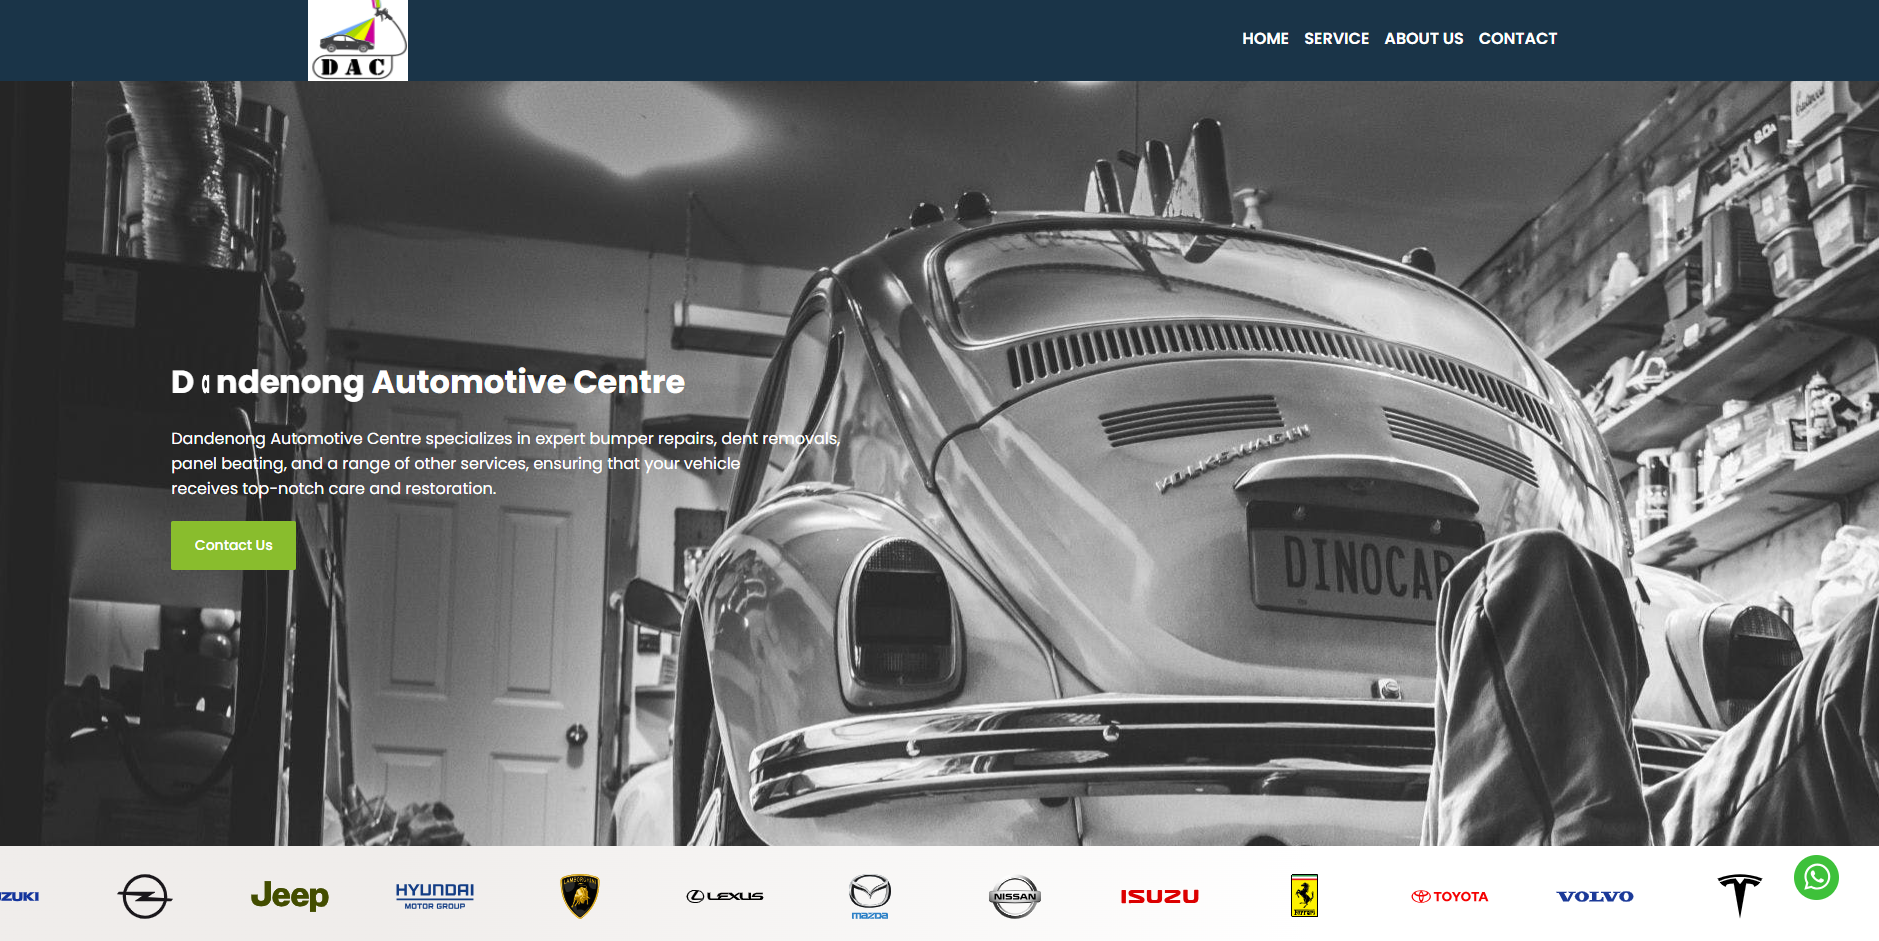 DAC
HOME SERVICE ABOUT US CONTACT
Dandenong Automotive Centre
Dandenong Automotive Centre specializes in expert bumper repairs, dent removals,
panel beating, and a range of other services, ensuring that your vehicle
receives top-notch care and restoration.
Contact Us
VOLKSWAGEN
DINOCAR
ZUKI
Jeep
HYUNDAI
MOTOR GROUP
LAMBORGHINI
LEXUS
mazda
NISSAN
ISUZU
Ferrari
TOYOTA
VOLVO